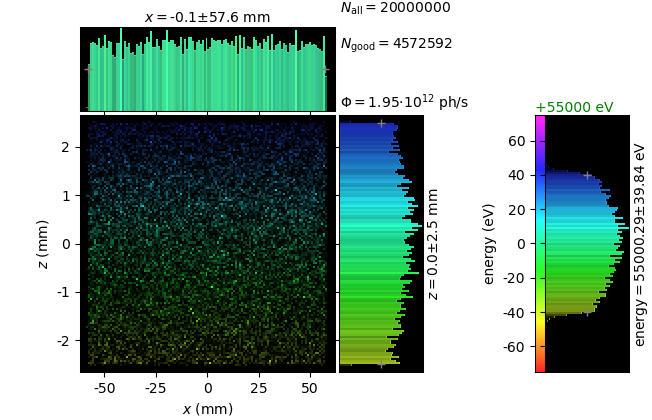 x = -0.1±57.6 mm
N_all = 20000000
N_good = 4572592
Φ = 1.95·10^12 ph/s
z (mm)
2
1
0
-1
-2
-50
-25
0
25
50
x (mm)
z = 0.0±2.5 mm
+55000 eV
energy (eV)
60
40
20
0
-20
-40
-60
energy = 55000.29±39.84 eV